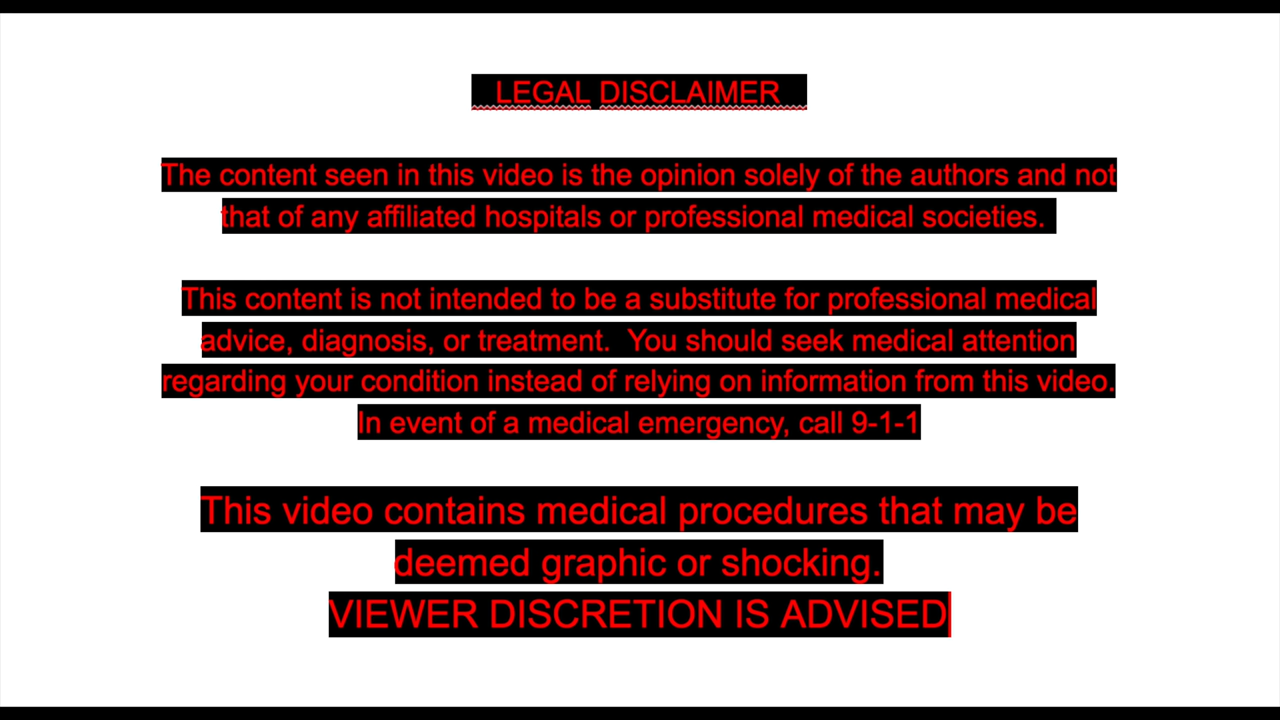 LEGAL DISCLAIMER
The content seen in this video is the opinion solely of the authors and not
that of any affiliated hospitals or professional medical societies.
This content is not intended to be a substitute for professional medical
advice, diagnosis, or treatment.  You should seek medical attention
regarding your condition instead of relying on information from this video.
In event of a medical emergency, call 9-1-1
This video contains medical procedures that may be
deemed graphic or shocking.
VIEWER DISCRETION IS ADVISED